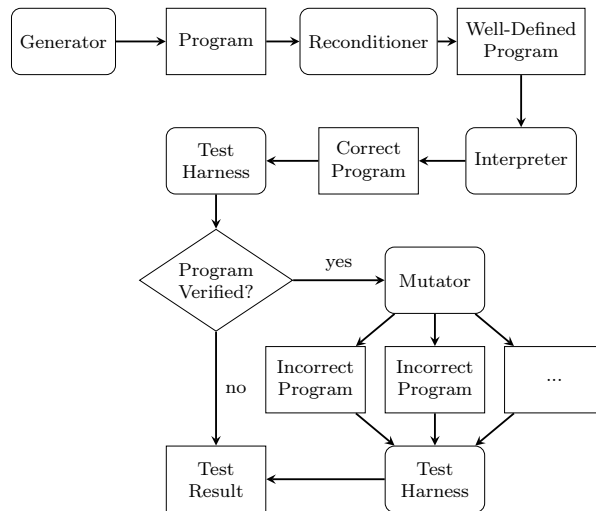 Generator
Program
Reconditioner
Well-Defined
Program
Test
Harness
Correct
Program
Interpreter
Program
Verified?
yes
Mutator
Incorrect
Program
Incorrect
Program
...
no
Test
Result
Test
Harness